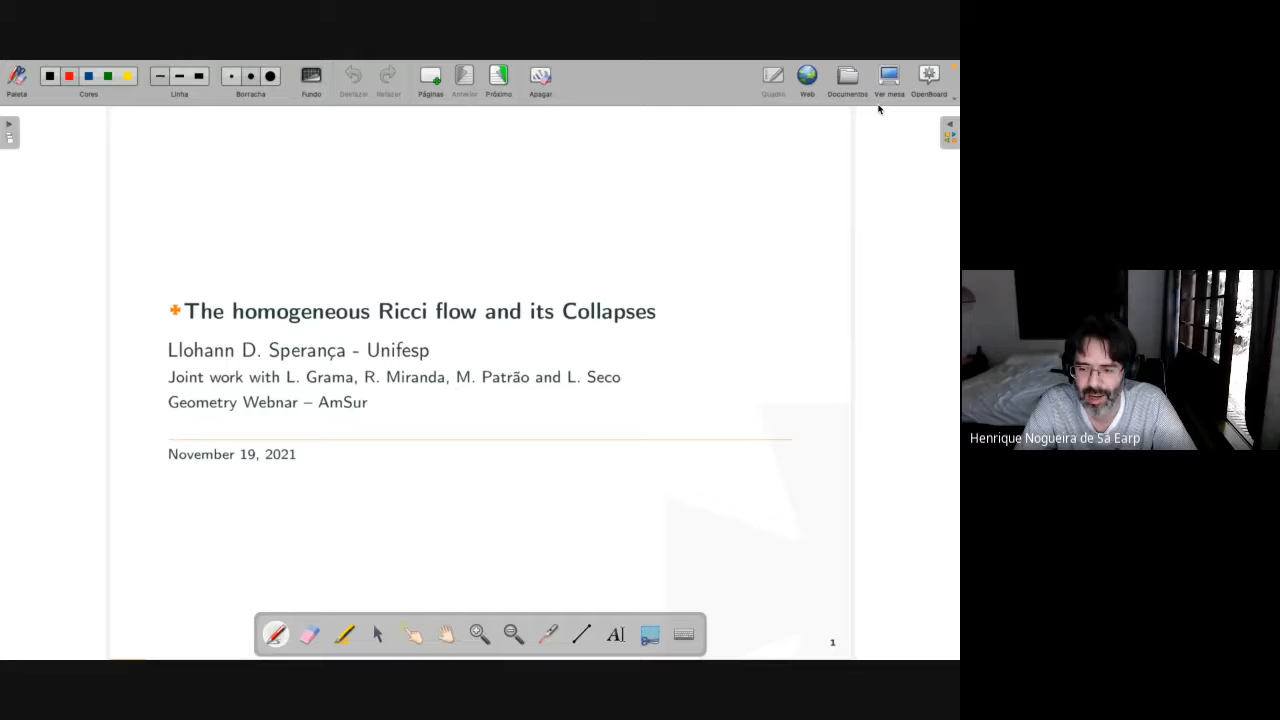 Paleta
Cores
Linha
Borracha
Fundo
Desfazer
Refazer
Páginas
Anterior
Próximo
Apagar
Quadro
Web
Documentos
Ver mesa
OpenBoard
The homogeneous Ricci flow and its Collapses
Llohann D. Sperança - Unifesp
Joint work with L. Grama, R. Miranda, M. Patrão and L. Seco
Geometry Webnar – AmSur
November 19, 2021
Henrique Nogueira de Sá Earp
AI
1